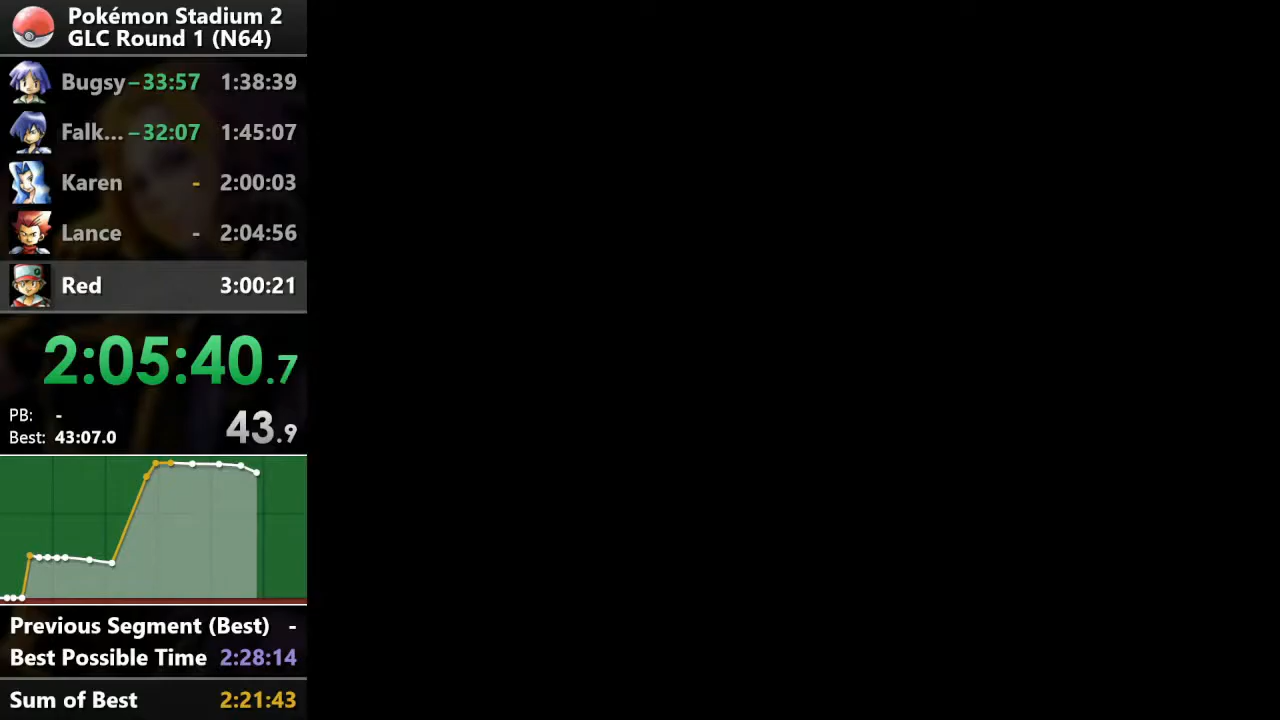 Pokémon Stadium 2
GLC Round 1 (N64)
Bugsy −33:57 1:38:39
Falk... −32:07 1:45:07
Karen - 2:00:03
Lance - 2:04:56
Red 3:00:21
2:05:40.7
PB: -
Best: 43:07.0
43.9
Previous Segment (Best) -
Best Possible Time 2:28:14
Sum of Best 2:21:43